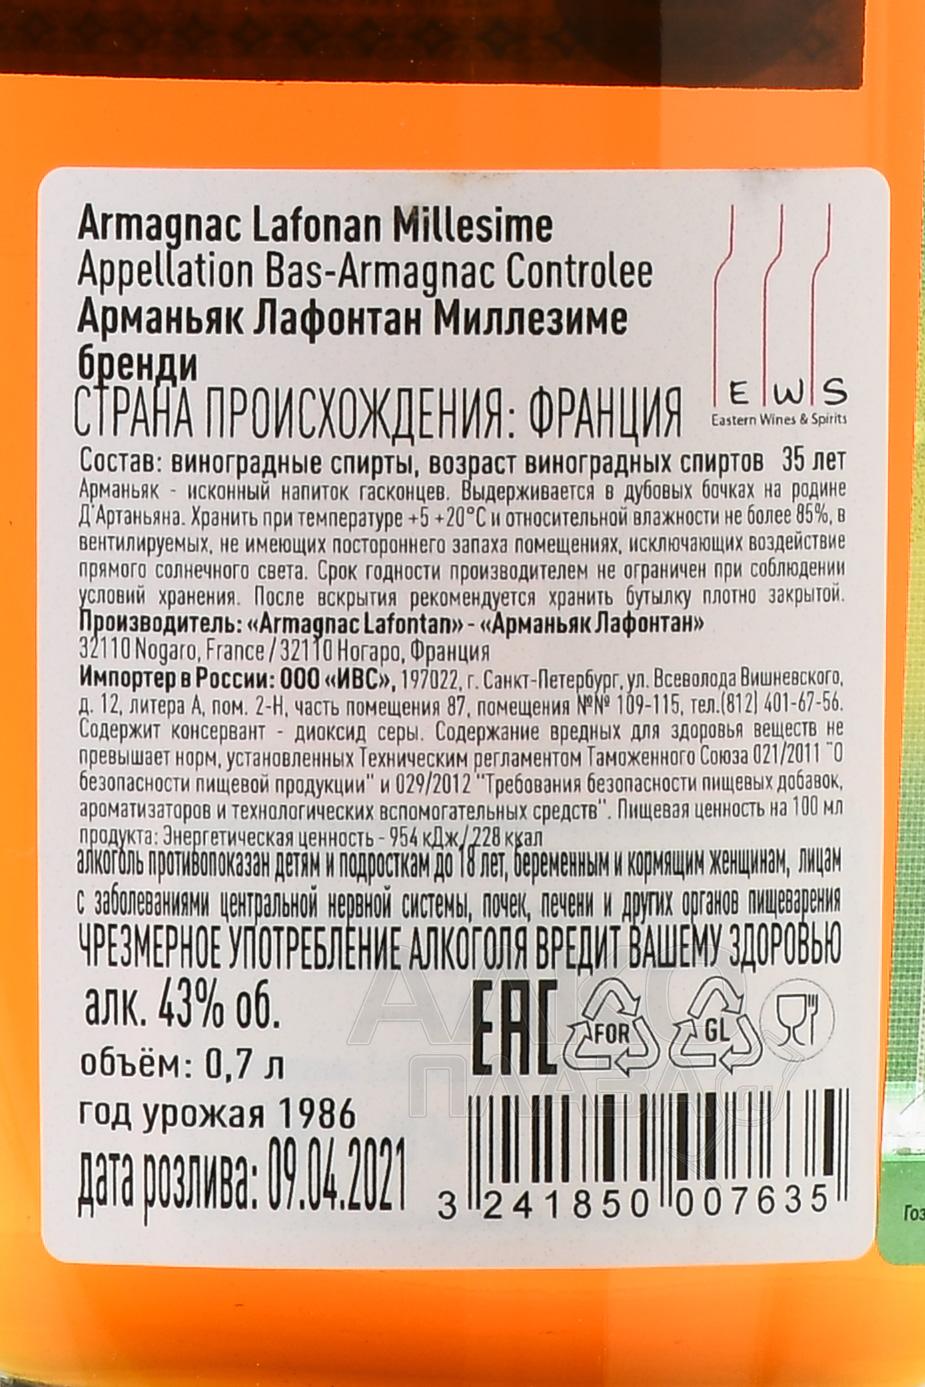 Armagnac Lafonan Millesime
Appellation Bas-Armagnac Controlee
Арманьяк Лафонтан Миллезиме
бренди
СТРАНА ПРОИСХОЖДЕНИЯ: ФРАНЦИЯ
E W S
Eastern Wines & Spirits
Состав: виноградные спирты, возраст виноградных спиртов 35 лет
Арманьяк - исконный напиток гасконцев. Выдерживается в дубовых бочках на родине
Д'Артаньяна. Хранить при температуре +5 +20°С и относительной влажности не более 85%, в
вентилируемых, не имеющих постороннего запаха помещениях, исключающих воздействие
прямого солнечного света. Срок годности производителем не ограничен при соблюдении
условий хранения. После вскрытия рекомендуется хранить бутылку плотно закрытой.
Производитель: «Armagnac Lafontan» - «Арманьяк Лафонтан»
32110 Nogaro, France / 32110 Ногаро, Франция
Импортер в России: ООО «ИВС», 197022, г. Санкт-Петербург, ул. Всеволода Вишневского,
д. 12, литера А, пом. 2-Н, часть помещения 87, помещения №№ 109-115, тел.(812) 401-67-56.
Содержит консервант - диоксид серы. Содержание вредных для здоровья веществ не
превышает норм, установленных Техническим регламентом Таможенного Союза 021/2011 "О
безопасности пищевой продукции" и 029/2012 "Требования безопасности пищевых добавок,
ароматизаторов и технологических вспомогательных средств". Пищевая ценность на 100 мл
продукта: Энергетическая ценность - 954 кДж/228 ккал
алкоголь противопоказан детям и подросткам до 18 лет, беременным и кормящим женщинам, лицам
с заболеваниями центральной нервной системы, почек, печени и других органов пищеварения
ЧРЕЗМЕРНОЕ УПОТРЕБЛЕНИЕ АЛКОГОЛЯ ВРЕДИТ ВАШЕМУ ЗДОРОВЬЮ
алк. 43% об.
объём: 0,7 л
год урожая 1986
дата розлива: 09.04.2021
EAC
FOR
GL
АЛКО
ПЛАЗА
3 241850 007635
Гоз